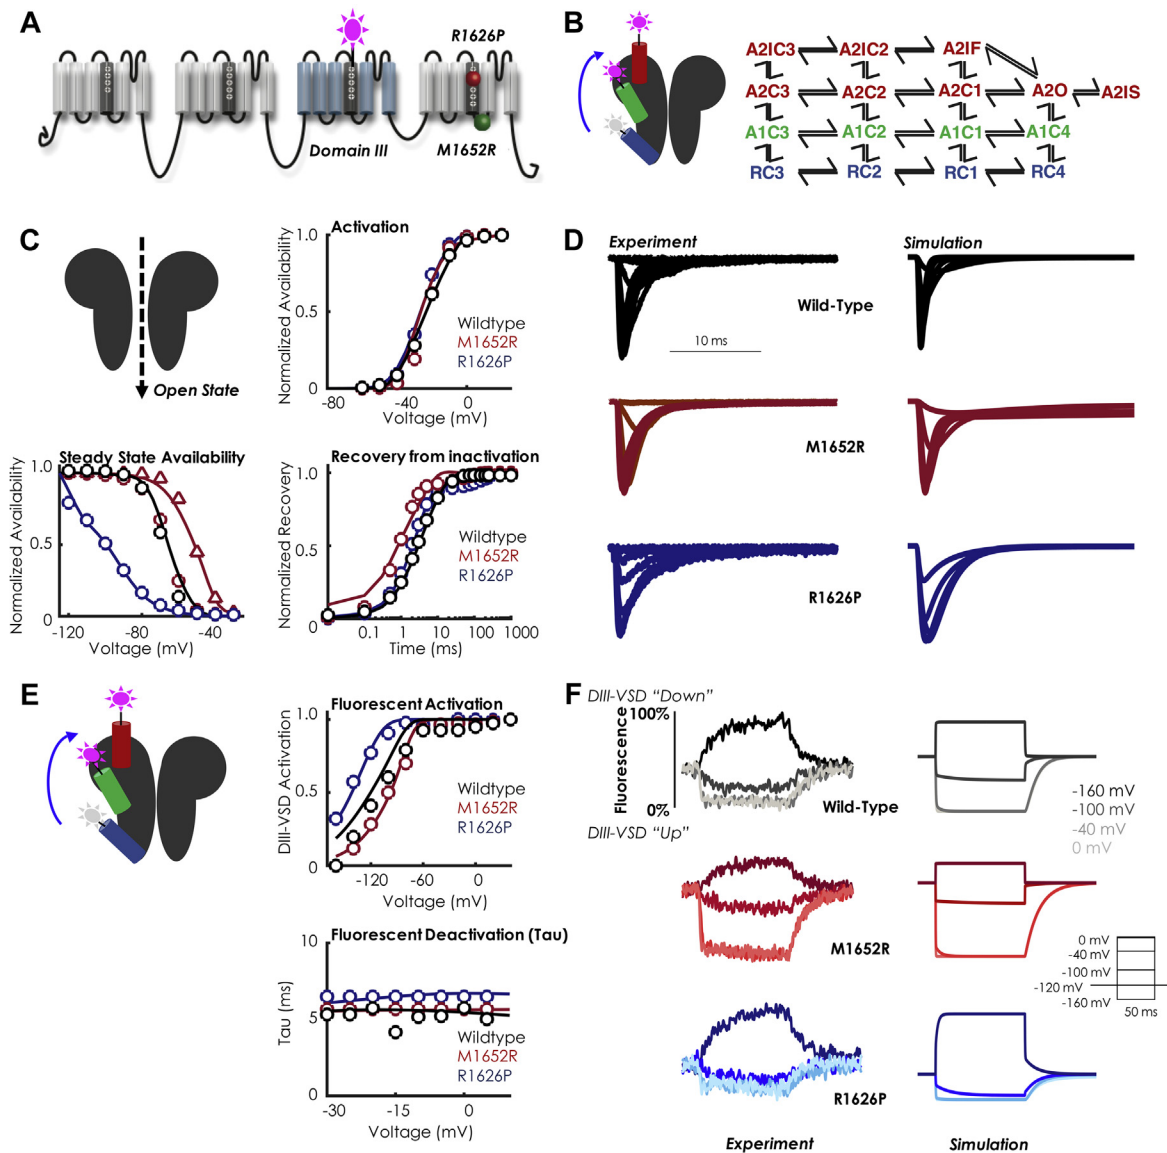 A
R1626P
Domain III
M1652R
B
A2IC3 A2IC2 A2IF
A2C3 A2C2 A2C1 A2O A2IS
A1C3 A1C2 A1C1 A1C4
RC3 RC2 RC1 RC4
C
Open State
Activation
Normalized Availability
1.0
0.5
0
-80 -40 0
Voltage (mV)
Wildtype
M1652R
R1626P
Steady State Availability
Normalized Availability
1.0
0.5
0
-120 -80 -40
Voltage (mV)
Recovery from inactivation
Normalized Recovery
1.0
0.5
0
0.1 1 10 100 1000
Time (ms)
Wildtype
M1652R
R1626P
D
Experiment Simulation
Wild-Type
10 ms
M1652R
R1626P
E
Fluorescent Activation
DIII-VSD Activation
1.0
0.5
0
-120 -60 0
Voltage (mV)
Wildtype
M1652R
R1626P
Fluorescent Deactivation (Tau)
Tau (ms)
10
5
0
-30 -15 0
Voltage (mV)
Wildtype
M1652R
R1626P
F
DIII-VSD “Down”
100%
Fluorescence
0%
DIII-VSD “Up”
Wild-Type
-160 mV
-100 mV
-40 mV
0 mV
M1652R
0 mV
-40 mV
-100 mV
-120 mV
-160 mV
50 ms
R1626P
Experiment Simulation